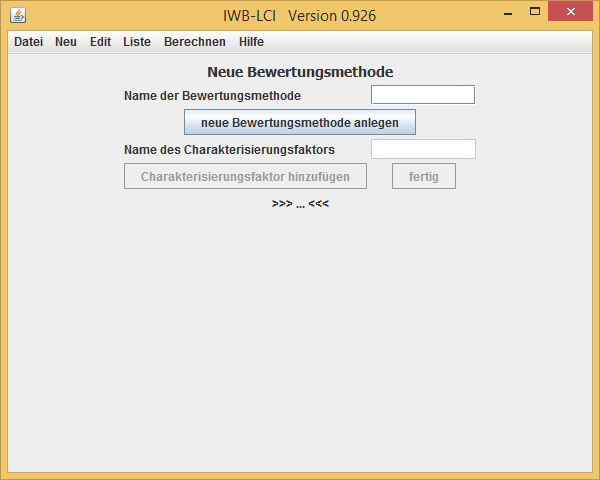 IWB-LCI   Version 0.926
Datei Neu Edit Liste Berechnen Hilfe
Neue Bewertungsmethode
Name der Bewertungsmethode
neue Bewertungsmethode anlegen
Name des Charakterisierungsfaktors
Charakterisierungsfaktor hinzufügen fertig
>>> ... <<<